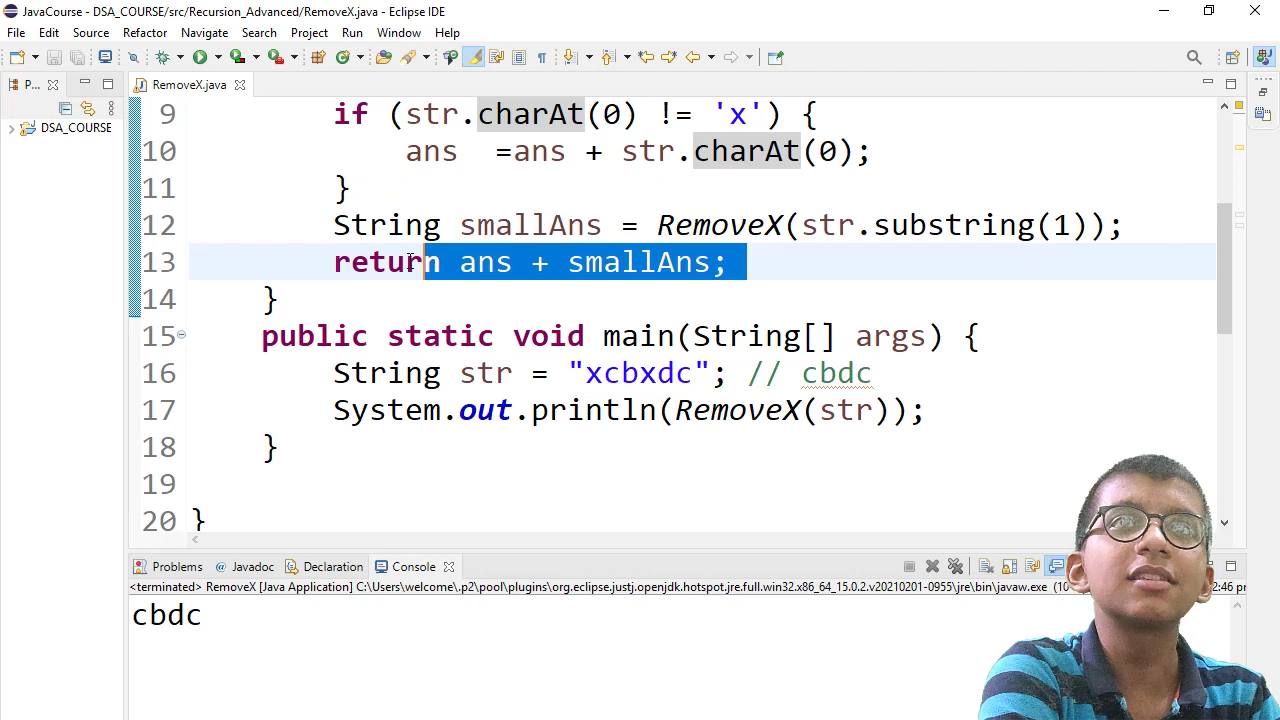 JavaCourse - DSA_COURSE/src/Recursion_Advanced/RemoveX.java - Eclipse IDE
File Edit Source Refactor Navigate Search Project Run Window Help
P... RemoveX.java
DSA_COURSE
9 if (str.charAt(0) != 'x') {
10 ans  =ans + str.charAt(0);
11 }
12 String smallAns = RemoveX(str.substring(1));
13 return ans + smallAns;
14 }
15 public static void main(String[] args) {
16 String str = "xcbxdc"; // cbdc
17 System.out.println(RemoveX(str));
18 }
19
20 }
Problems @ Javadoc Declaration Console
<terminated> RemoveX [Java Application] C:\Users\welcome\.p2\pool\plugins\org.eclipse.justj.openjdk.hotspot.jre.full.win32.x86_64_15.0.2.v20210201-0955\jre\bin\javaw.exe (10- 2:46 pr
cbdc